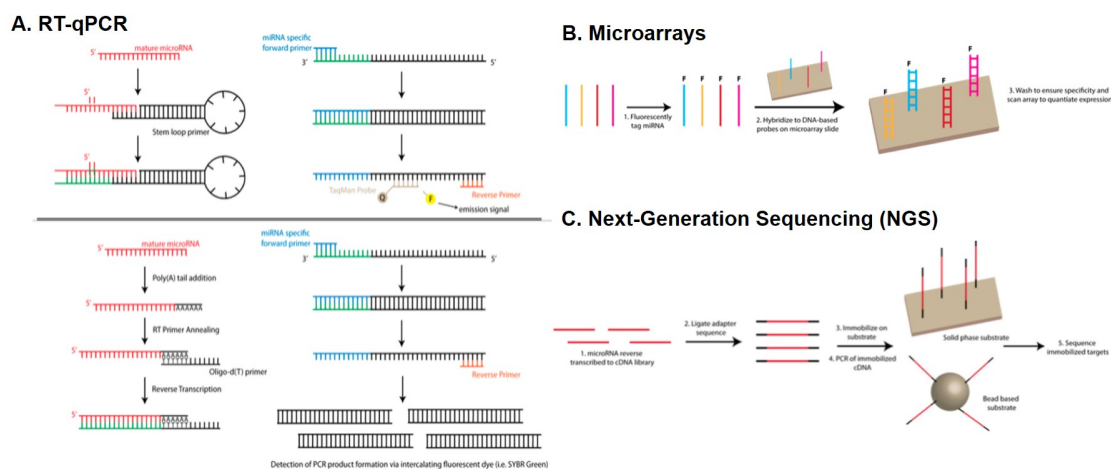 A. RT-qPCR
5'
mature microRNA
5'
Stem loop primer
5'
miRNA specific
forward primer
3'
5'
TaqMan Probe
Q
F
Reverse Primer
emission signal
5'
mature microRNA
Poly(A) tail addition
5'
AAAAAA
RT Primer Annealing
5'
AAAAAA
Oligo-d(T) primer
Reverse Transcription
5'
AAAAAA
miRNA specific
forward primer
3'
5'
Reverse Primer
Detection of PCR product formation via intercalating fluorescent dye (i.e. SYBR Green)
B. Microarrays
1. Fluorescently
tag miRNA
F F F F
2. Hybridize to DNA-based
probes on microarray slide
F
F
F
F
3. Wash to ensure specificity and
scan array to quantiate expression
C. Next-Generation Sequencing (NGS)
1. microRNA reverse
transcribed to cDNA library
2. Ligate adapter
sequence
3. Immobilize on
substrate
4. PCR of immobilized
cDNA
Solid phase substrate
Bead based
substrate
5. Sequence
immobilized targets